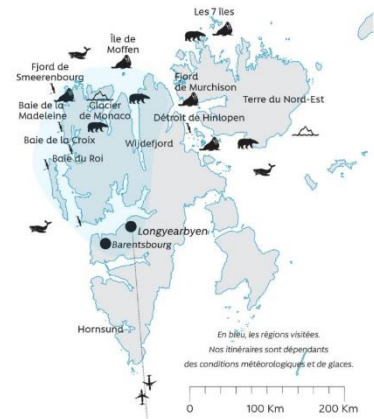 Les 7 Îles
Île de
Moffen
Fjord de
Smeerenbourg
Fjord
de Murchison
Terre du Nord-Est
Baie de la
Madeleine
Glacier
de Monaco
Détroit de Hinlopen
Baie de la Croix
Wijdefjord
Baie du Roi
Longyearbyen
Barentsbourg
Hornsund
En bleu, les régions visitées.
Nos itinéraires sont dépendants
des conditions météorologiques et de glaces.
0 100 Km 200 Km